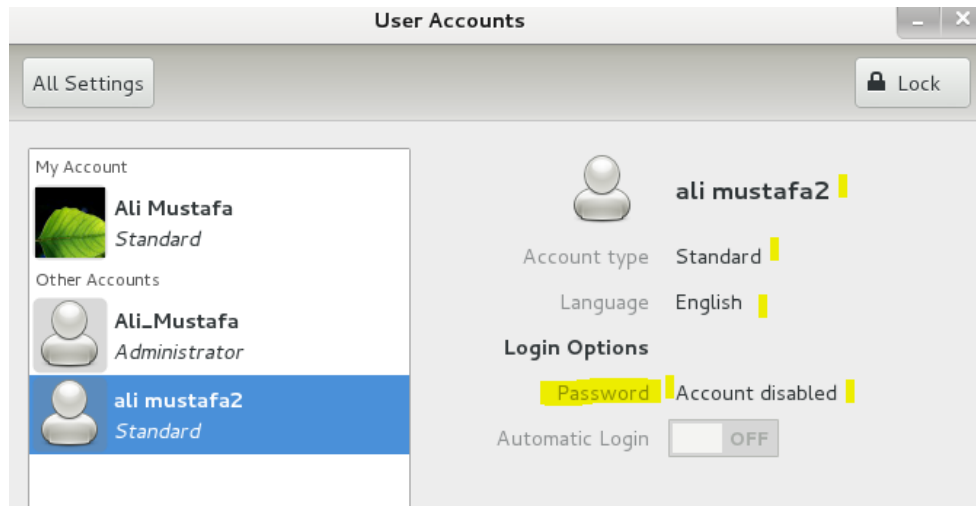 User Accounts
All Settings
Lock
My Account
Ali Mustafa
Standard
Other Accounts
Ali_Mustafa
Administrator
ali mustafa2
Standard
ali mustafa2
Account type Standard
Language English
Login Options
Password Account disabled
Automatic Login OFF